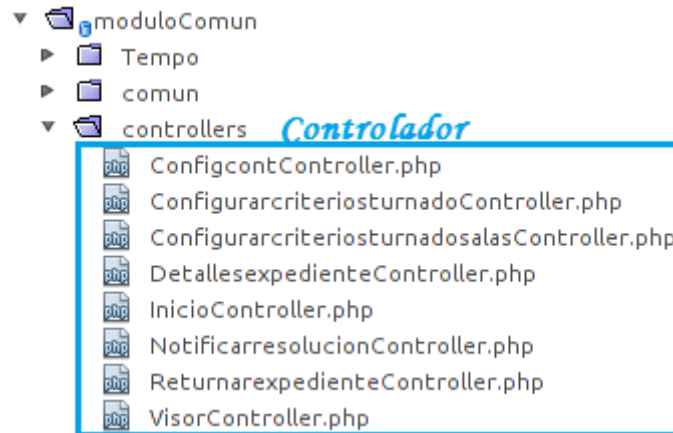 moduloComun
Tempo
comun
controllers Controlador
ConfigcontController.php
ConfigurarcriteriosturnadoController.php
ConfigurarcriteriosturnadosalasController.php
DetallesexpedienteController.php
InicioController.php
NotificarresolucionController.php
ReturnarexpedienteController.php
VisorController.php